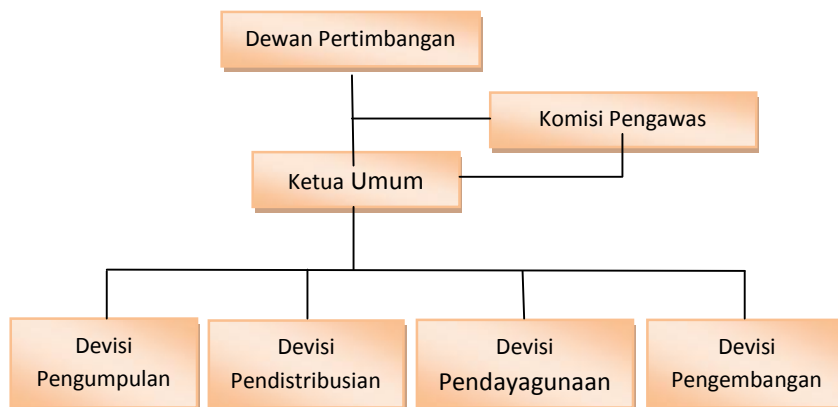 Dewan Pertimbangan
Komisi Pengawas
Ketua Umum
Devisi
Pengumpulan
Devisi
Pendistribusian
Devisi
Pendayagunaan
Devisi
Pengembangan